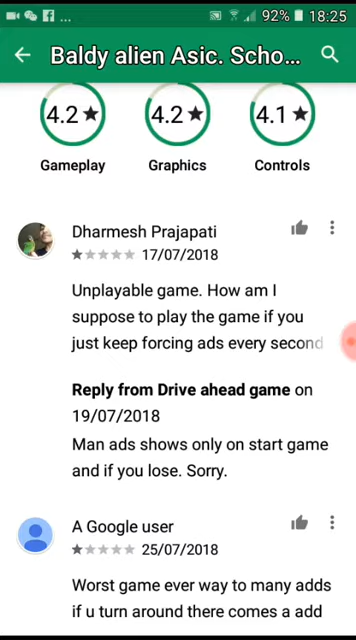 92% 18:25
Baldy alien Asic. Scho...
4.2 ★ 4.2 ★ 4.1 ★
Gameplay Graphics Controls
Dharmesh Prajapati
17/07/2018
Unplayable game. How am I
suppose to play the game if you
just keep forcing ads every second
Reply from Drive ahead game on
19/07/2018
Man ads shows only on start game
and if you lose. Sorry.
A Google user
25/07/2018
Worst game ever way to many adds
if u turn around there comes a add